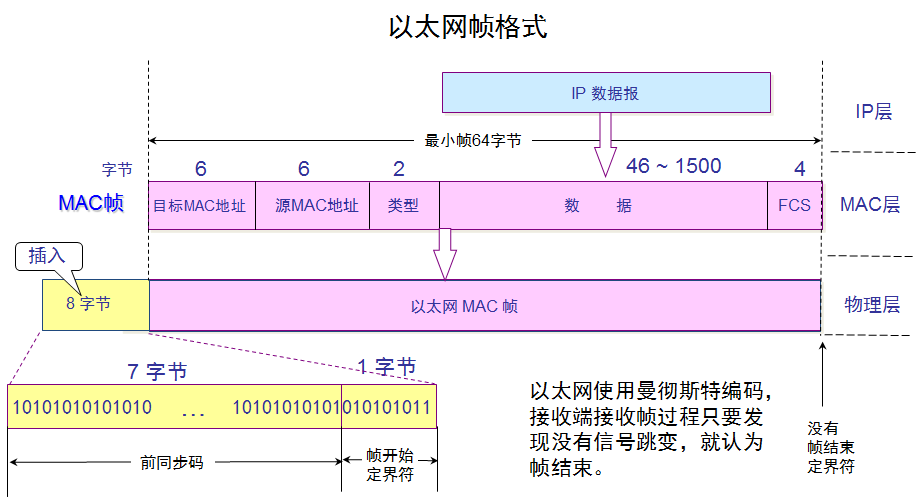 以太网帧格式
IP 数据报
IP层
最小帧64字节
字节
6
6
2
46 ~ 1500
4
MAC帧
目标MAC地址
源MAC地址
类型
数 据
FCS
MAC层
插入
8 字节
以太网 MAC 帧
物理层
7 字节
1 字节
10101010101010 … 10101010101010101011
前同步码
帧开始
定界符
以太网使用曼彻斯特编码，
接收端接收帧过程只要发
现没有信号跳变，就认为
帧结束。
没有
帧结束
定界符